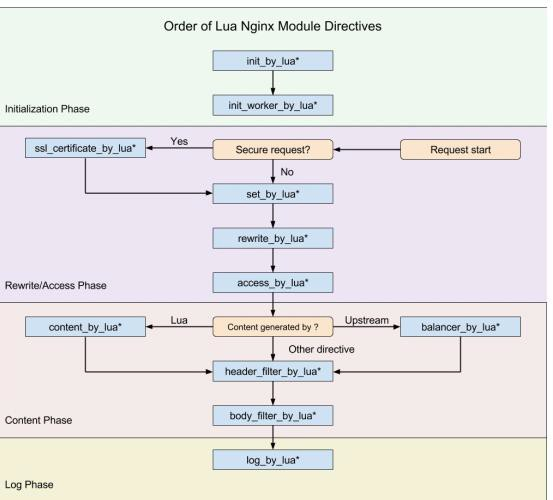 Order of Lua Nginx Module Directives
init_by_lua*
init_worker_by_lua*
Initialization Phase
ssl_certificate_by_lua*
Yes
Secure request?
Request start
No
set_by_lua*
rewrite_by_lua*
access_by_lua*
Rewrite/Access Phase
content_by_lua*
Lua
Content generated by ?
Upstream
balancer_by_lua*
Other directive
header_filter_by_lua*
body_filter_by_lua*
Content Phase
log_by_lua*
Log Phase